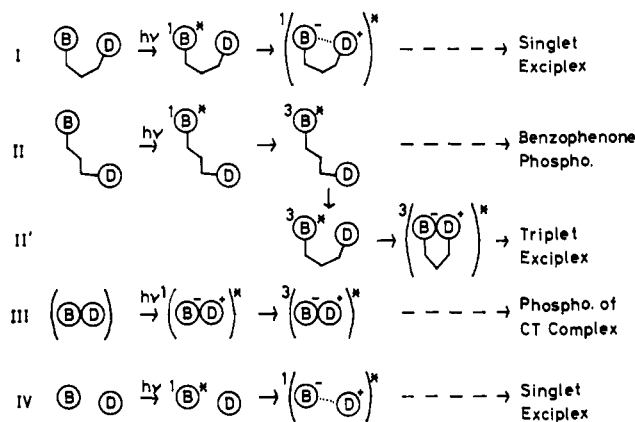 I B D hν ¹B* D ¹(B⁻ D⁺)* Singlet
Exciplex
II B D hν ¹B* D ³B* D Benzophenone
Phospho.
II' ³B* D ³(B⁻D⁺)* Triplet
Exciplex
III (BD) hν ¹(B⁻D⁺)* ³(B⁻D⁺)* Phospho. of
CT Complex
IV B D hν ¹B* D ¹(B⁻ D⁺)* Singlet
Exciplex